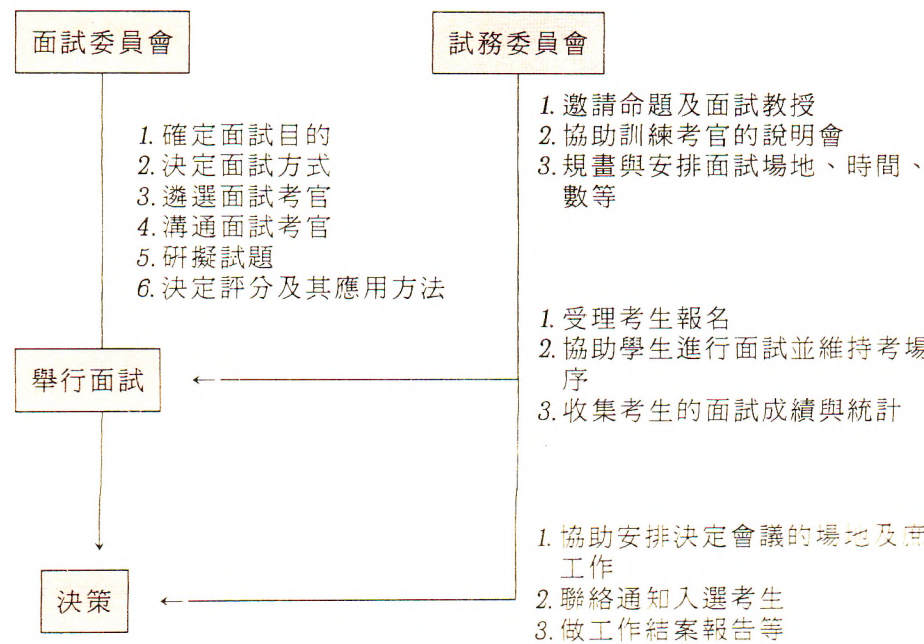 面試委員會
試務委員會
1. 確定面試目的
2. 決定面試方式
3. 遴選面試考官
4. 溝通面試考官
5. 研擬試題
6. 決定評分及其應用方法
1. 邀請命題及面試教授
2. 協助訓練考官的說明會
3. 規畫與安排面試場地、時間、
數等
舉行面試
1. 受理考生報名
2. 協助學生進行面試並維持考場
序
3. 收集考生的面試成績與統計
決策
1. 協助安排決定會議的場地及席
工作
2. 聯絡通知入選考生
3. 做工作結案報告等